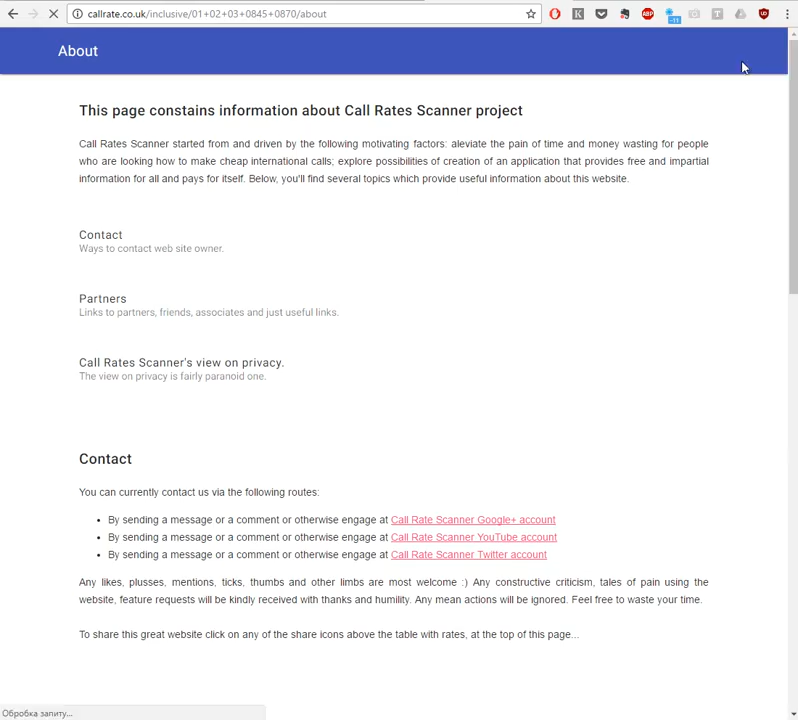 callrate.co.uk/inclusive/01+02+03+0845+0870/about
K
ABP
-11
T
UD
About
This page constains information about Call Rates Scanner project
Call Rates Scanner started from and driven by the following motivating factors: aleviate the pain of time and money wasting for people
who are looking how to make cheap international calls; explore possibilities of creation of an application that provides free and impartial
information for all and pays for itself. Below, you'll find several topics which provide useful information about this website.
Contact
Ways to contact web site owner.
Partners
Links to partners, friends, associates and just useful links.
Call Rates Scanner's view on privacy.
The view on privacy is fairly paranoid one.
Contact
You can currently contact us via the following routes:
• By sending a message or a comment or otherwise engage at Call Rate Scanner Google+ account
• By sending a message or a comment or otherwise engage at Call Rate Scanner YouTube account
• By sending a message or a comment or otherwise engage at Call Rate Scanner Twitter account
Any likes, plusses, mentions, ticks, thumbs and other limbs are most welcome :) Any constructive criticism, tales of pain using the
website, feature requests will be kindly received with thanks and humility. Any mean actions will be ignored. Feel free to waste your time.
To share this great website click on any of the share icons above the table with rates, at the top of this page...
Обробка запиту...